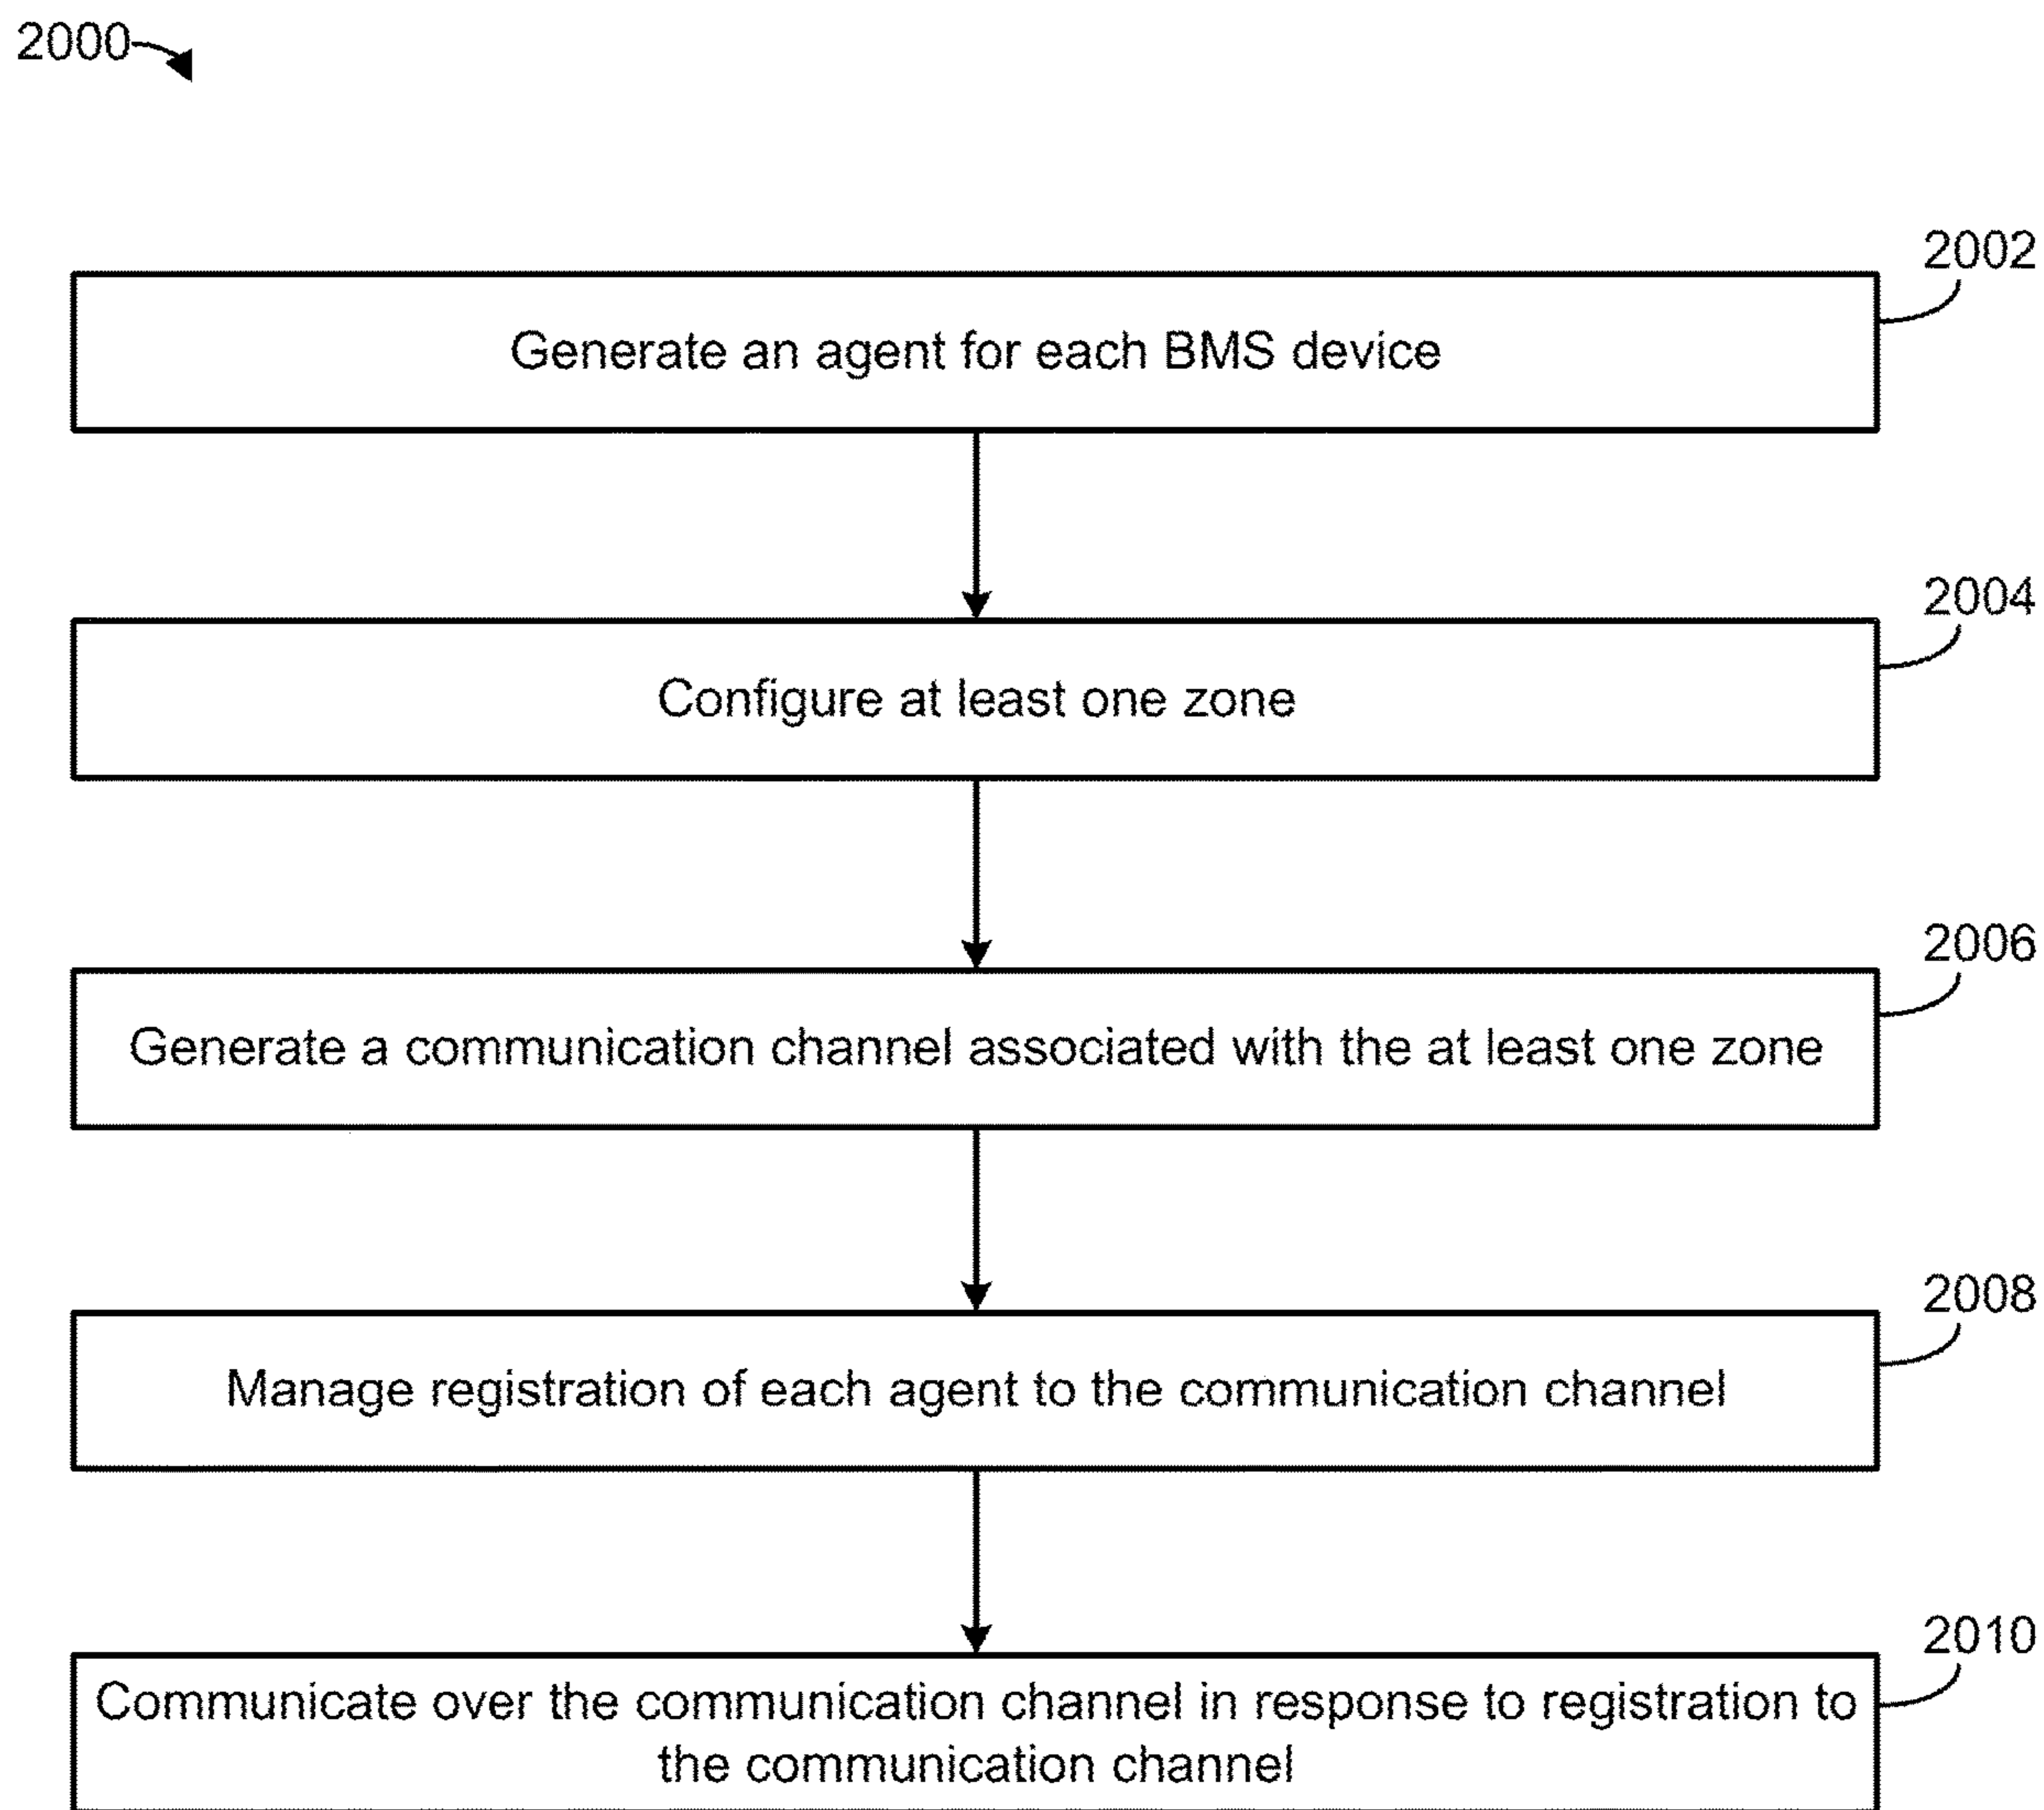 2000
2002
Generate an agent for each BMS device
2004
Configure at least one zone
2006
Generate a communication channel associated with the at least one zone
2008
Manage registration of each agent to the communication channel
2010
Communicate over the communication channel in response to registration to
the communication channel